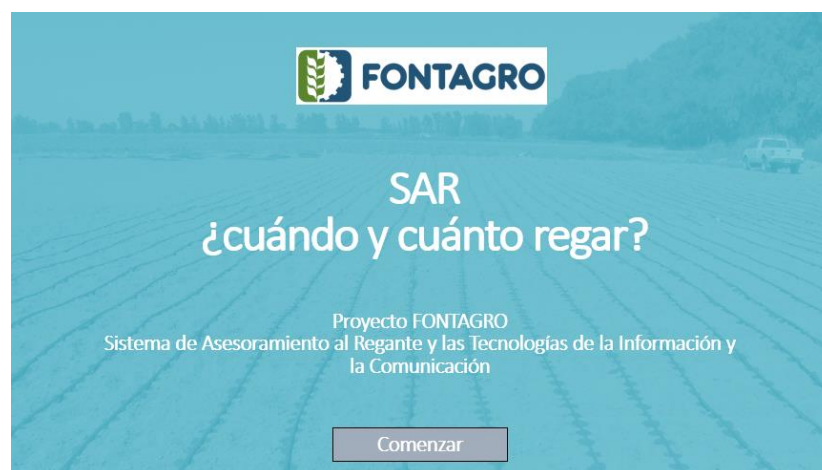 FONTAGRO
SAR
¿cuándo y cuánto regar?
Proyecto FONTAGRO
Sistema de Asesoramiento al Regante y las Tecnologías de la Información y
la Comunicación
Comenzar